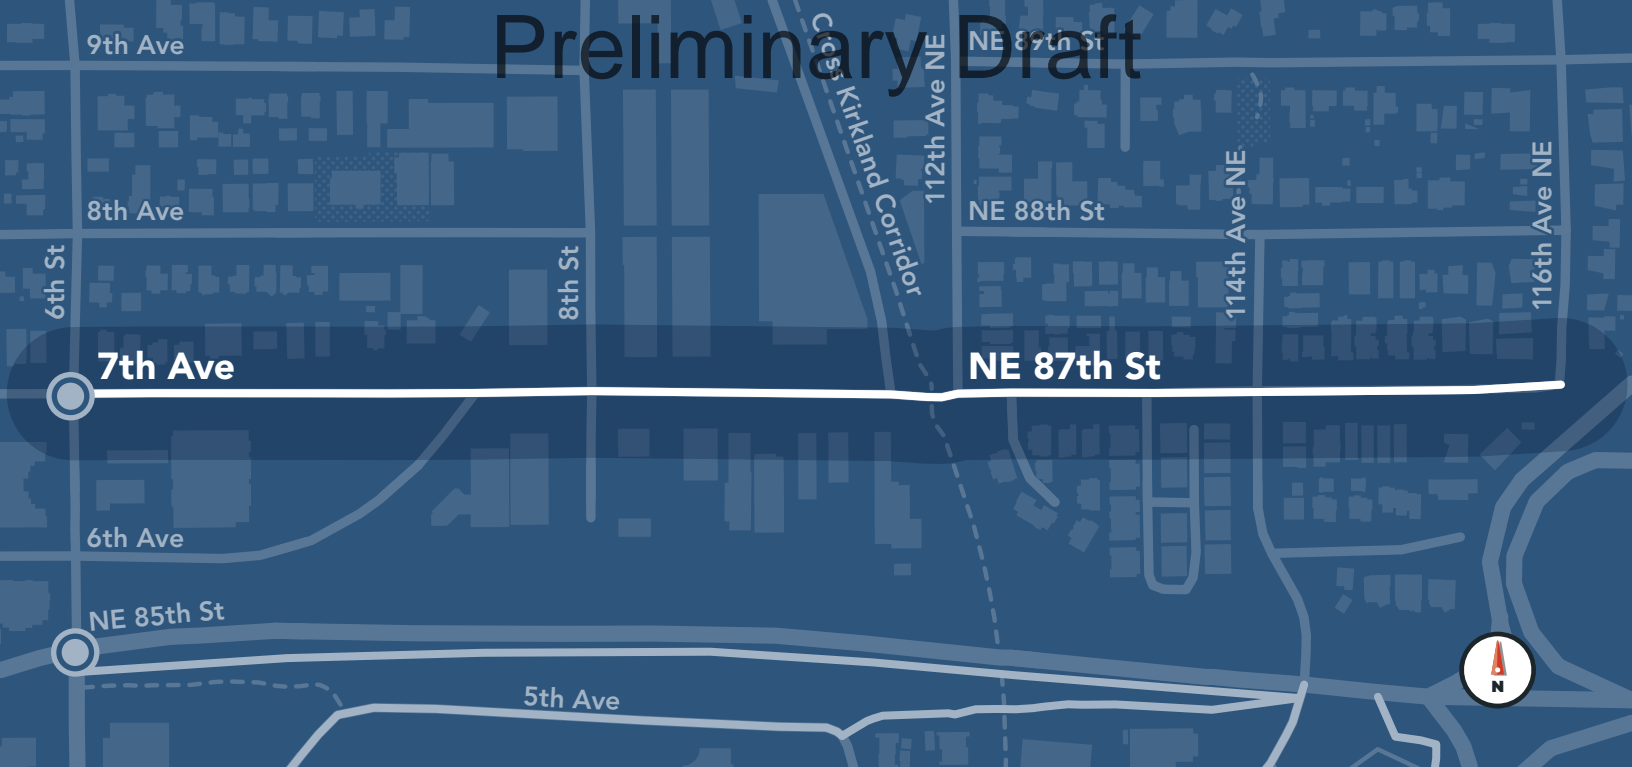 Preliminary Draft
9th Ave
NE 89th St
Cross Kirkland Corridor
112th Ave NE
8th Ave
NE 88th St
114th Ave NE
116th Ave NE
6th St
8th St
7th Ave
NE 87th St
6th Ave
NE 85th St
5th Ave
N